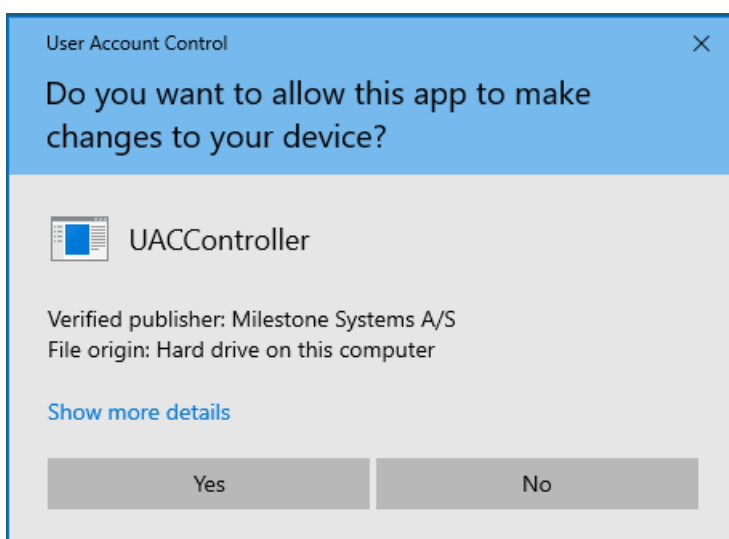 User Account Control
Do you want to allow this app to make
changes to your device?
UACController
Verified publisher: Milestone Systems A/S
File origin: Hard drive on this computer
Show more details
Yes
No